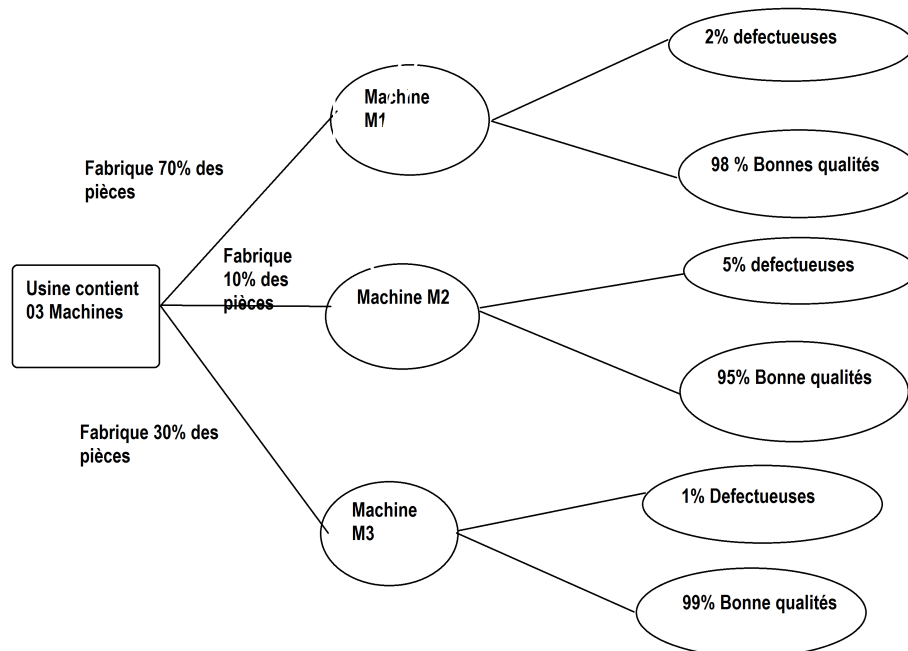 2% defectueuses
Machine
M1
98 % Bonnes qualités
Fabrique 70% des
pièces
Fabrique
10% des
pièces
5% defectueuses
Usine contient
03 Machines
Machine M2
95% Bonne qualités
Fabrique 30% des
pièces
1% Defectueuses
Machine
M3
99% Bonne qualités